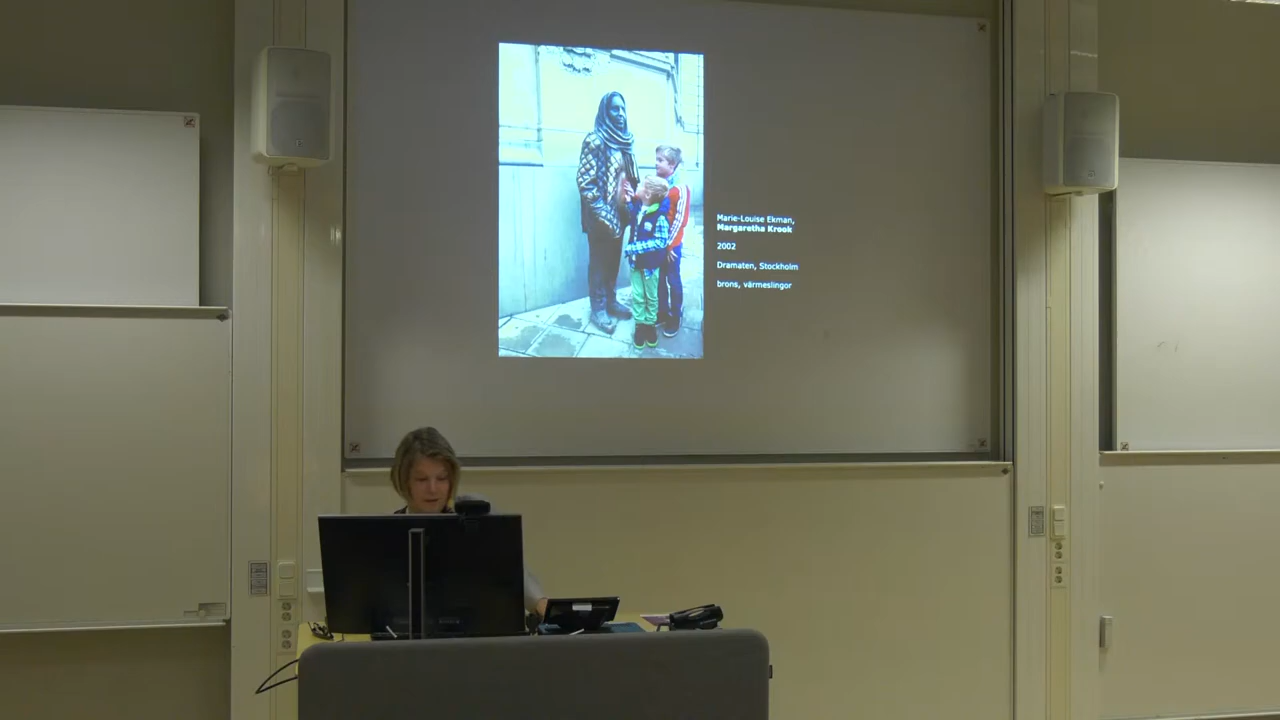 Marie-Louise Ekman,
Margaretha Krook
2002
Dramaten, Stockholm
brons, värmeslingor